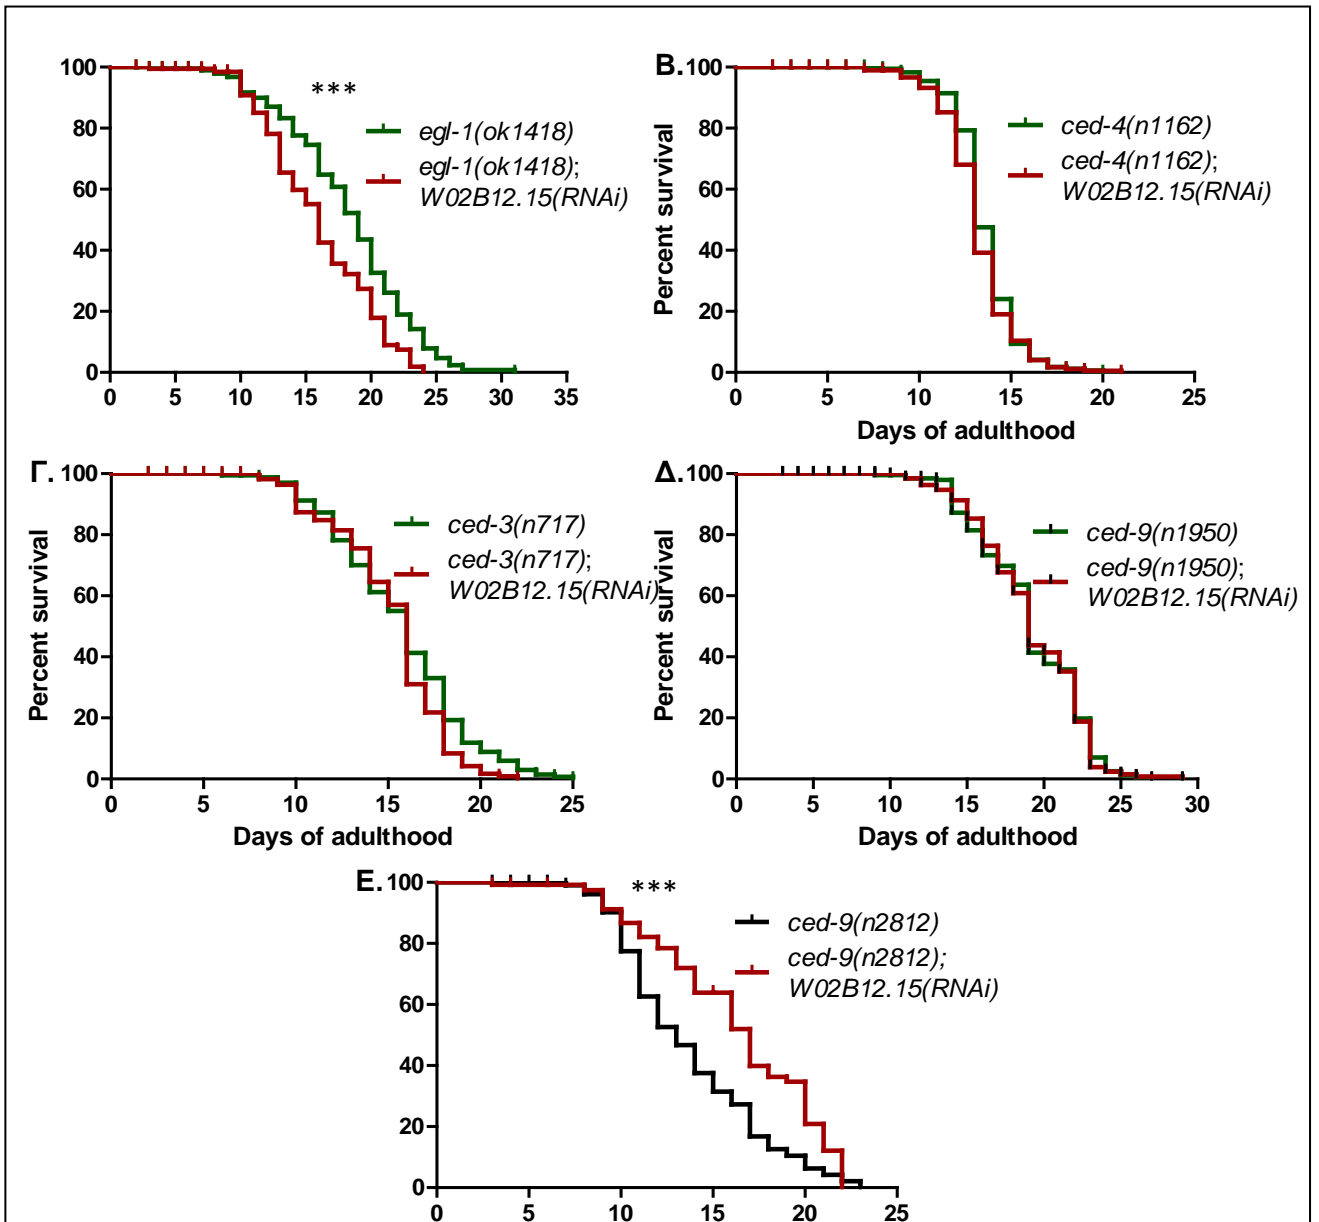 100
80
60
40
20
0
0 5 10 15 20 25 30 35
***
egl-1(ok1418)
egl-1(ok1418);
W02B12.15(RNAi)
B.
Percent survival
100
80
60
40
20
0
0 5 10 15 20 25
Days of adulthood
ced-4(n1162)
ced-4(n1162);
W02B12.15(RNAi)
Γ.
Percent survival
100
80
60
40
20
0
0 5 10 15 20 25
Days of adulthood
ced-3(n717)
ced-3(n717);
W02B12.15(RNAi)
Δ.
Percent survival
100
80
60
40
20
0
0 5 10 15 20 25 30
Days of adulthood
ced-9(n1950)
ced-9(n1950);
W02B12.15(RNAi)
E.
100
80
60
40
20
0
0 5 10 15 20 25
***
ced-9(n2812)
ced-9(n2812);
W02B12.15(RNAi)